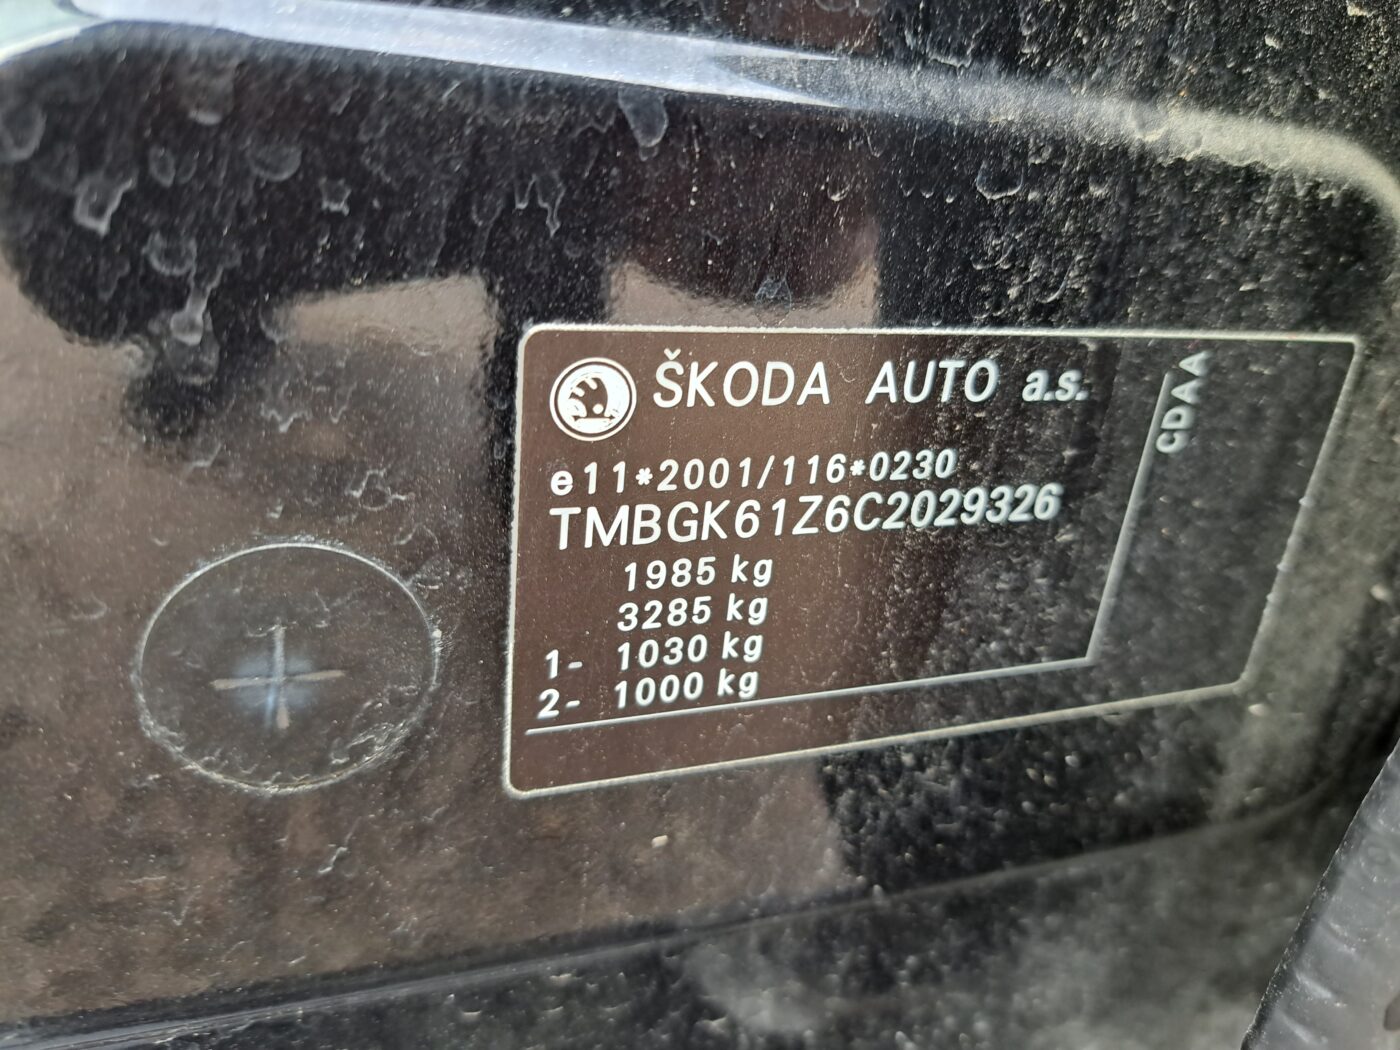 ŠKODA AUTO a.s.
e11*2001/116*0230
TMBGK61Z6C2029326
1985 kg
3285 kg
1- 1030 kg
2- 1000 kg
CDAA